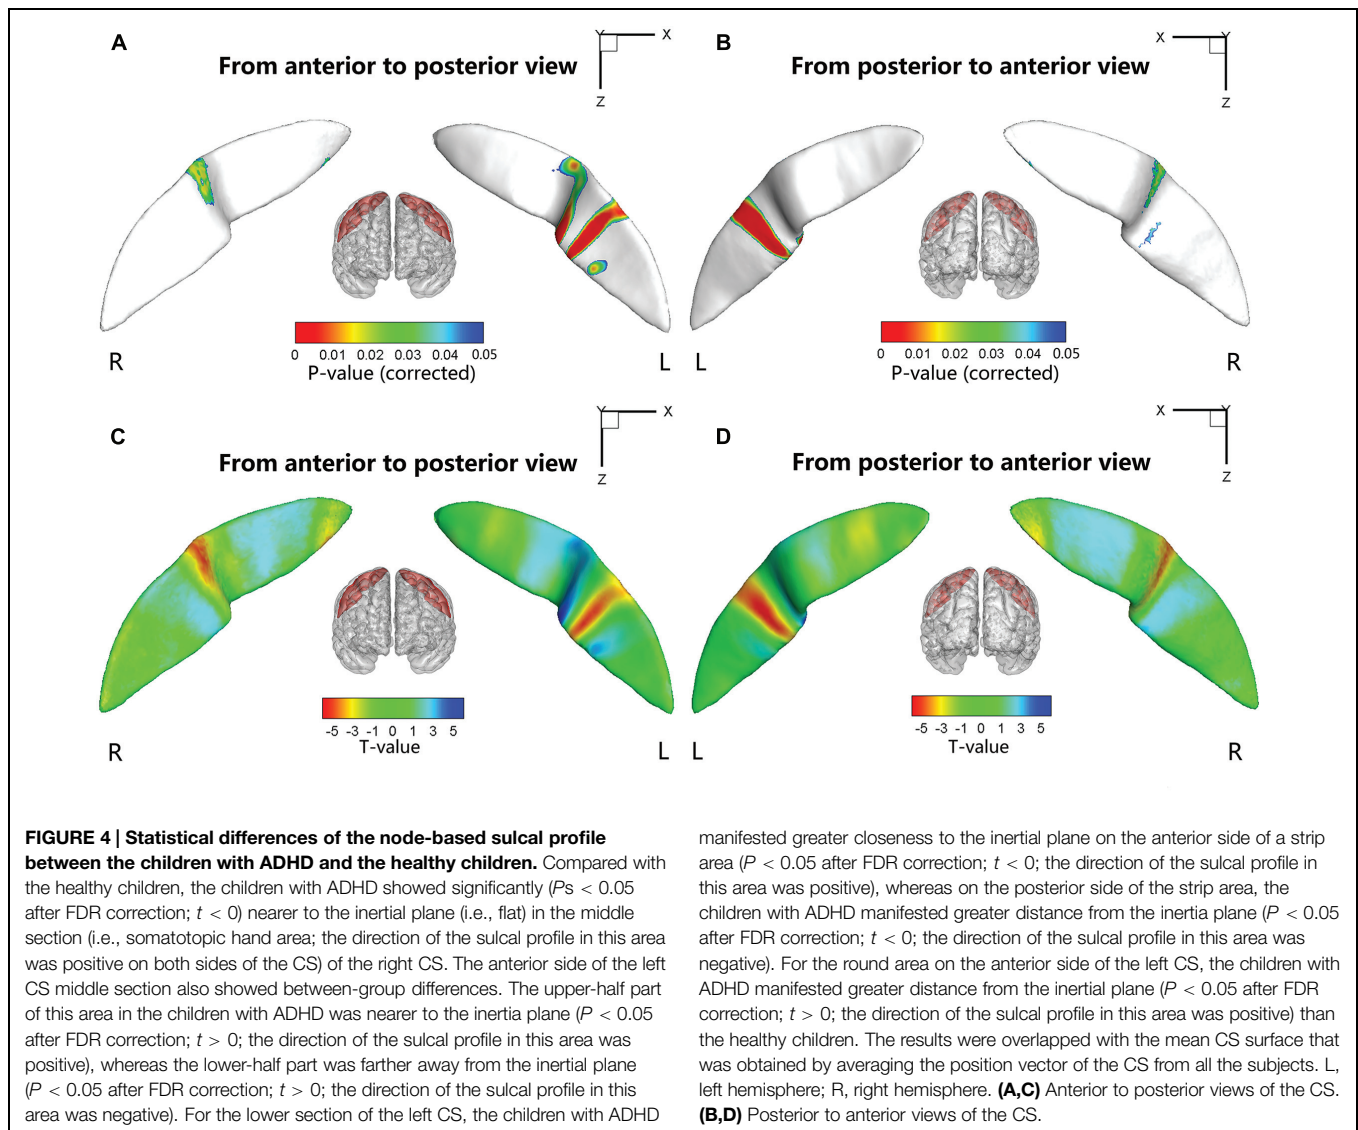 A
Y
X
Z
From anterior to posterior view
R
L
0 0.01 0.02 0.03 0.04 0.05
P-value (corrected)
B
X
Y
Z
From posterior to anterior view
L
R
0 0.01 0.02 0.03 0.04 0.05
P-value (corrected)
C
Y
X
Z
From anterior to posterior view
-5 -3 -1 0 1 3 5
T-value
R
L
D
X
Y
Z
From posterior to anterior view
-5 -3 -1 0 1 3 5
T-value
L
R
FIGURE 4 | Statistical differences of the node-based sulcal profile
between the children with ADHD and the healthy children. Compared with
the healthy children, the children with ADHD showed significantly (Ps < 0.05
after FDR correction; t < 0) nearer to the inertial plane (i.e., flat) in the middle
section (i.e., somatotopic hand area; the direction of the sulcal profile in this area
was positive on both sides of the CS) of the right CS. The anterior side of the left
CS middle section also showed between-group differences. The upper-half part
of this area in the children with ADHD was nearer to the inertia plane (P < 0.05
after FDR correction; t > 0; the direction of the sulcal profile in this area was
positive), whereas the lower-half part was farther away from the inertial plane
(P < 0.05 after FDR correction; t > 0; the direction of the sulcal profile in this
area was negative). For the lower section of the left CS, the children with ADHD
manifested greater closeness to the inertial plane on the anterior side of a strip
area (P < 0.05 after FDR correction; t < 0; the direction of the sulcal profile in
this area was positive), whereas on the posterior side of the strip area, the
children with ADHD manifested greater distance from the inertia plane (P < 0.05
after FDR correction; t < 0; the direction of the sulcal profile in this area was
negative). For the round area on the anterior side of the left CS, the children with
ADHD manifested greater distance from the inertial plane (P < 0.05 after FDR
correction; t > 0; the direction of the sulcal profile in this area was positive) than
the healthy children. The results were overlapped with the mean CS surface that
was obtained by averaging the position vector of the CS from all the subjects. L,
left hemisphere; R, right hemisphere. (A,C) Anterior to posterior views of the CS.
(B,D) Posterior to anterior views of the CS.